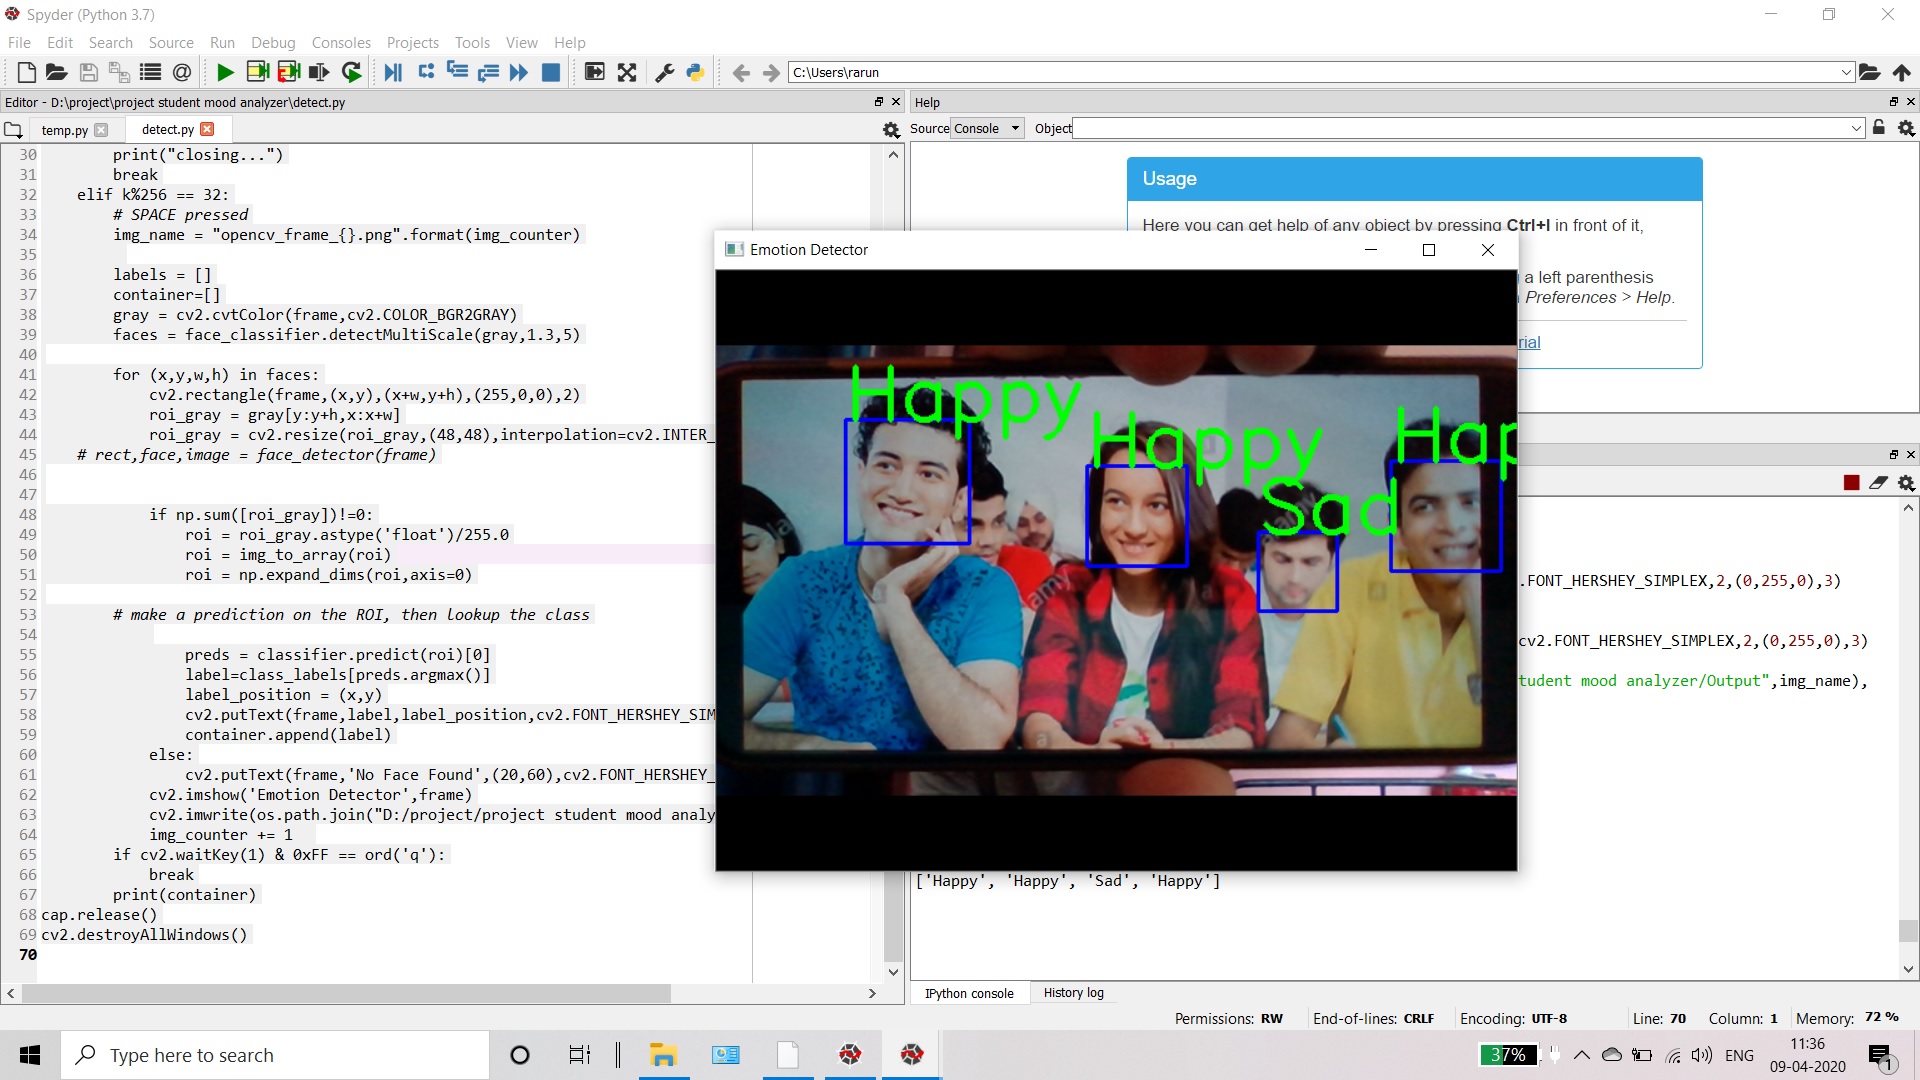 Spyder (Python 3.7)
File Edit Search Source Run Debug Consoles Projects Tools View Help
C:\Users\rarun
Editor - D:\project\project student mood analyzer\detect.py
temp.py detect.py
30 print("closing...")
31 break
32 elif k%256 == 32:
33 # SPACE pressed
34 img_name = "opencv_frame_{}.png".format(img_counter)
35
36 labels = []
37 container=[]
38 gray = cv2.cvtColor(frame,cv2.COLOR_BGR2GRAY)
39 faces = face_classifier.detectMultiScale(gray,1.3,5)
40
41 for (x,y,w,h) in faces:
42 cv2.rectangle(frame,(x,y),(x+w,y+h),(255,0,0),2)
43 roi_gray = gray[y:y+h,x:x+w]
44 roi_gray = cv2.resize(roi_gray,(48,48),interpolation=cv2.INTER_
45 # rect,face,image = face_detector(frame)
46
47
48 if np.sum([roi_gray])!=0:
49 roi = roi_gray.astype('float')/255.0
50 roi = img_to_array(roi)
51 roi = np.expand_dims(roi,axis=0)
52
53 # make a prediction on the ROI, then lookup the class
54
55 preds = classifier.predict(roi)[0]
56 label=class_labels[preds.argmax()]
57 label_position = (x,y)
58 cv2.putText(frame,label,label_position,cv2.FONT_HERSHEY_SIM
59 container.append(label)
60 else:
61 cv2.putText(frame,'No Face Found',(20,60),cv2.FONT_HERSHEY_
62 cv2.imshow('Emotion Detector',frame)
63 cv2.imwrite(os.path.join("D:/project/project student mood analy
64 img_counter += 1
65 if cv2.waitKey(1) & 0xFF == ord('q'):
66 break
67 print(container)
68 cap.release()
69 cv2.destroyAllWindows()
70
Help
Source Console Object
Usage
Here you can get help of any object by pressing Ctrl+I in front of it,
a left parenthesis
Preferences > Help.
rial
Emotion Detector
Happy
Happy
Sad
Hap
.FONT_HERSHEY_SIMPLEX,2,(0,255,0),3)
cv2.FONT_HERSHEY_SIMPLEX,2,(0,255,0),3)
tudent mood analyzer/Output",img_name),
['Happy', 'Happy', 'Sad', 'Happy']
IPython console History log
Permissions: RW End-of-lines: CRLF Encoding: UTF-8 Line: 70 Column: 1 Memory: 72 %
Type here to search
37% ENG 11:36
09-04-2020
1